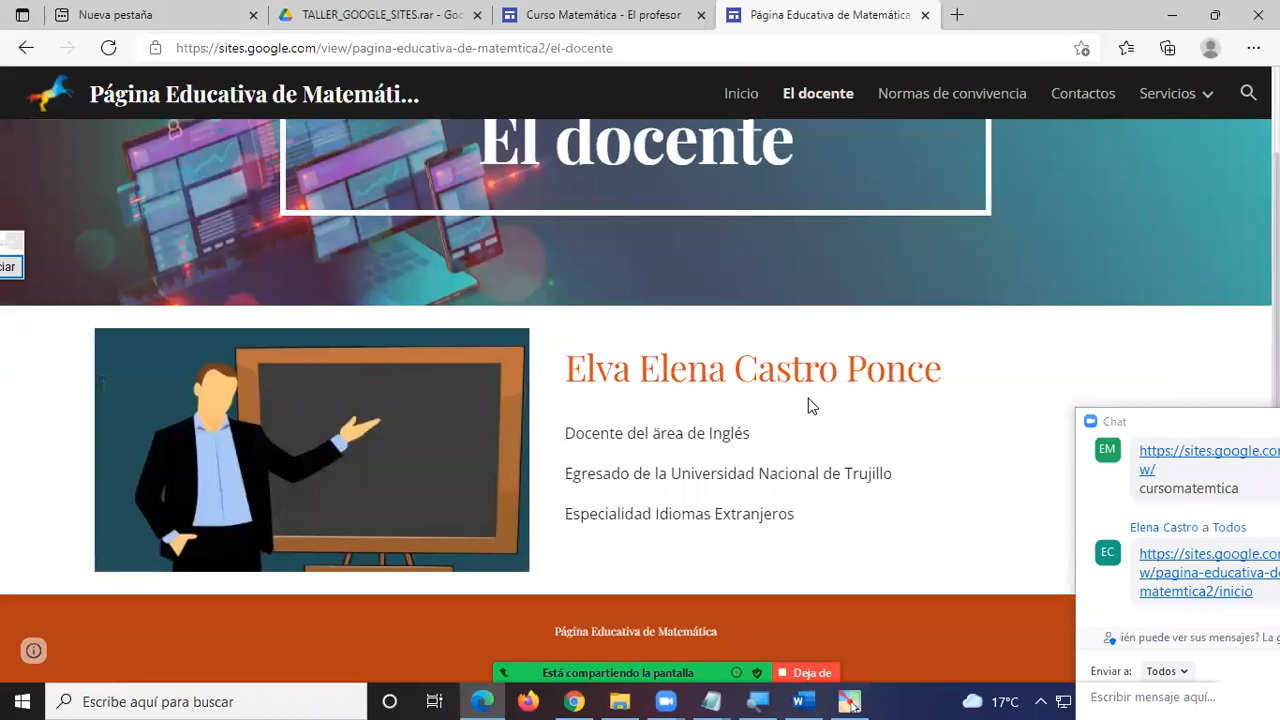 Nueva pestaña
TALLER_GOOGLE_SITES.rar - Goo
Curso Matemática - El profesor
Página Educativa de Matemática
https://sites.google.com/view/pagina-educativa-de-matemtica2/el-docente
Página Educativa de Matemáti...
Inicio
El docente
Normas de convivencia
Contactos
Servicios
El docente
ciar
Elva Elena Castro Ponce
Docente del ärea de Inglés
Egresado de la Universidad Nacional de Trujillo
Especialidad Idiomas Extranjeros
Página Educativa de Matemática
Chat
EM
https://sites.google.com
w/
cursomatemtica
Elena Castro a Todos
EC
https://sites.google.com
w/pagina-educativa-de
matemtica2/inicio
ién puede ver sus mensajes? La g
Enviar a:
Todos
Escribir mensaje aquí...
Está compartiendo la pantalla
Deja de
Escribe aquí para buscar
17°C